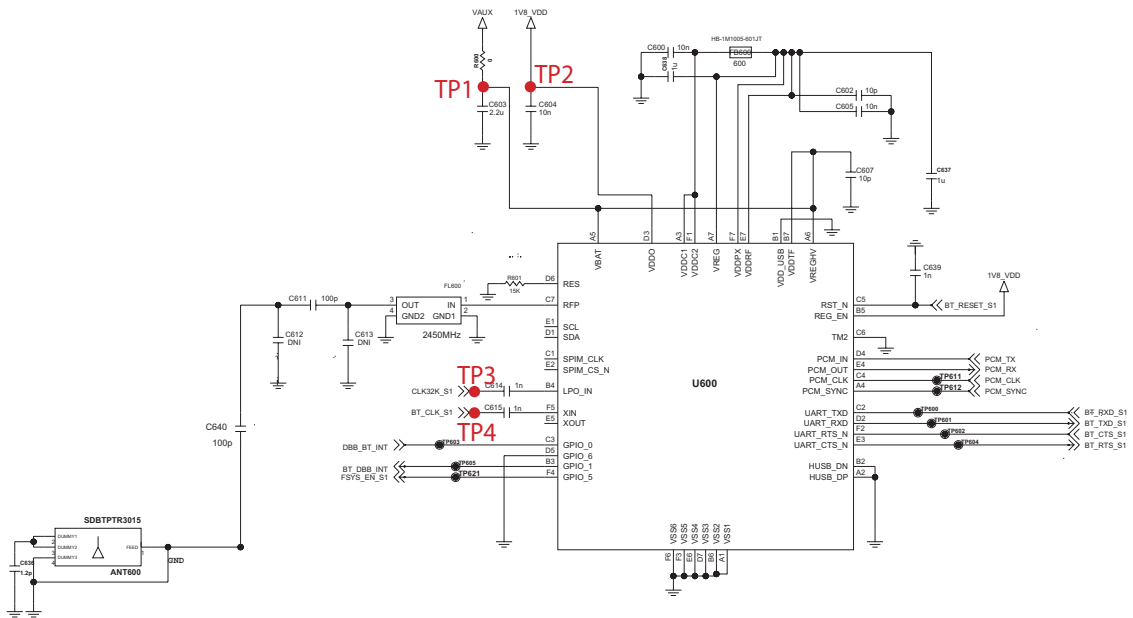 VAUX
1V8_VDD
R600
0
TP1
TP2
C603
2.2u
C604
10n
HB-1M1005-601JT
C600
10n
FB600
600
C638
1u
C602
10p
C605
10n
C607
10p
C637
1u
A5
D3
A3
F1
A7
F7
E7
B1
B7
A6
VBAT
VDDO
VDDC1
VDDC2
VREG
VDDPX
VDDRF
VDD_USB
VDDTF
VREGHV
C639
1n
1V8_VDD
R601
15K
D6
RES
C611
100p
FL600
3
OUT
IN
1
4
GND2
GND1
2
2450MHz
C7
RFP
C612
DNI
C613
DNI
E1
SCL
D1
SDA
C1
SPIM_CLK
E2
SPIM_CS_N
TP3
CLK32K_S1
C614
1n
B4
LPO_IN
BT_CLK_S1
C615
1n
F5
XIN
TP4
E5
XOUT
DBB_BT_INT
TP603
C3
GPIO_0
D5
GPIO_6
BT_DBB_INT
TP605
B3
GPIO_1
FSYS_EN_S1
TP621
F4
GPIO_5
U600
RST_N
C5
BT_RESET_S1
REG_EN
B5
TM2
C6
PCM_IN
D4
PCM_TX
PCM_OUT
E4
PCM_RX
PCM_CLK
C4
TP611
PCM_CLK
PCM_SYNC
A4
TP612
PCM_SYNC
UART_TXD
C2
TP600
BT_RXD_S1
UART_RXD
D2
TP601
BT_TXD_S1
UART_RTS_N
F2
TP602
BT_CTS_S1
UART_CTS_N
E3
TP604
BT_RTS_S1
HUSB_DN
B2
HUSB_DP
A2
VSS6
VSS5
VSS4
VSS3
VSS2
VSS1
F6
F3
E6
D7
B6
A1
C640
100p
SDBTPTR3015
1
DUMMY1
2
DUMMY2
3
DUMMY3
4
FEED
1
GND
ANT600
C636
1.2p